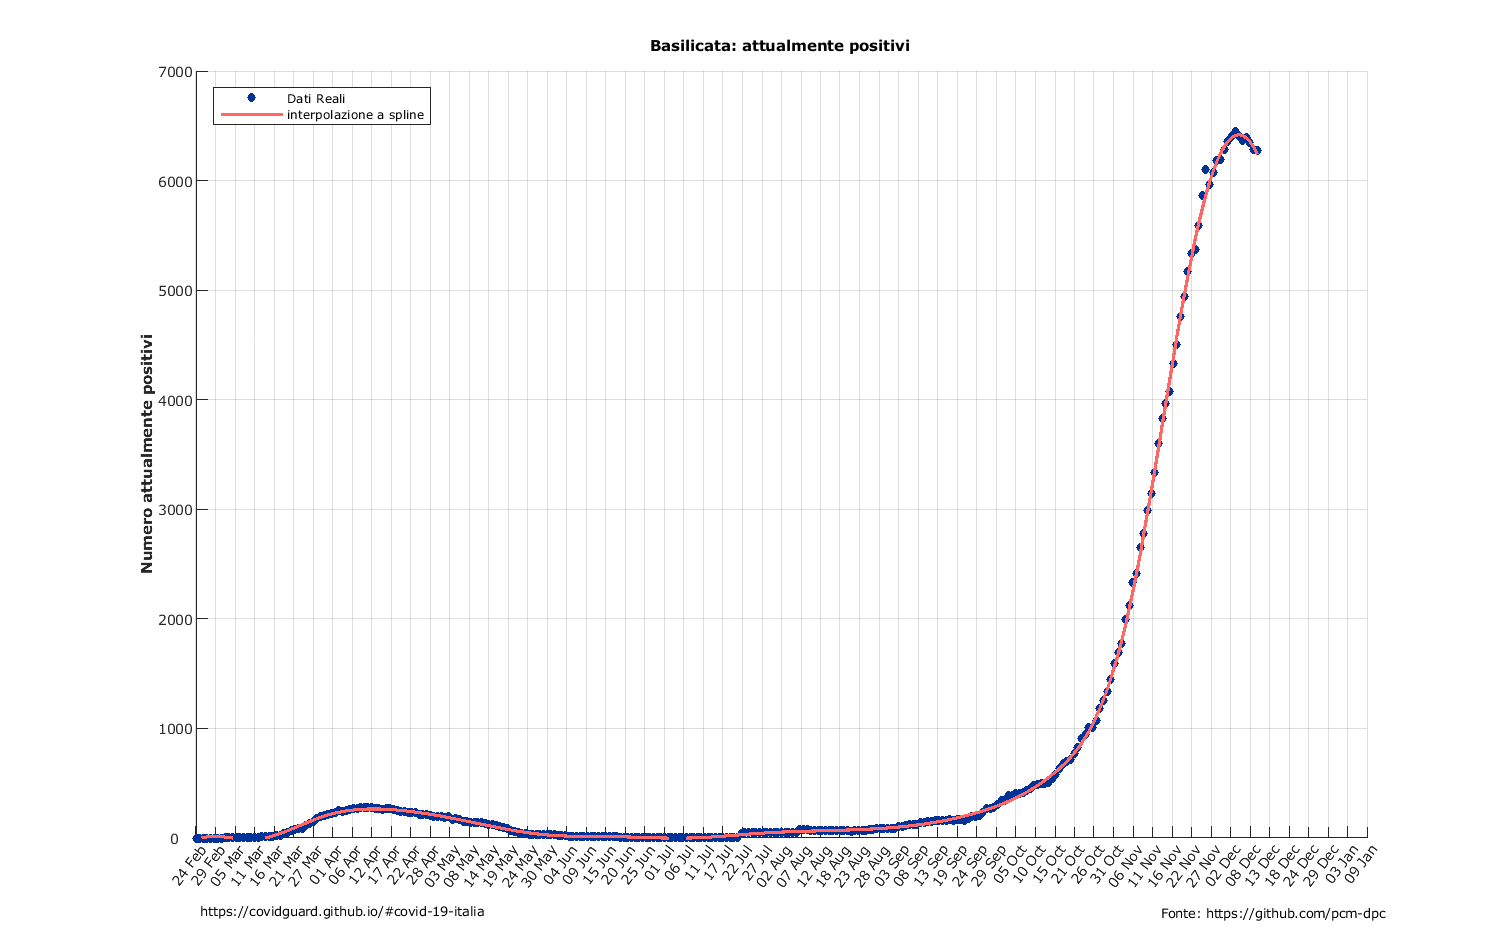 Basilicata: attualmente positivi
7000
Dati Reali
interpolazione a spline
6000
5000
4000
3000
2000
1000
0
Numero attualmente positivi
24 Feb
29 Feb
05 Mar
11 Mar
16 Mar
21 Mar
27 Mar
01 Apr
06 Apr
12 Apr
17 Apr
22 Apr
28 Apr
03 May
08 May
14 May
19 May
24 May
30 May
04 Jun
09 Jun
15 Jun
20 Jun
25 Jun
01 Jul
06 Jul
11 Jul
17 Jul
22 Jul
27 Jul
02 Aug
07 Aug
12 Aug
18 Aug
23 Aug
28 Aug
03 Sep
08 Sep
13 Sep
19 Sep
24 Sep
29 Sep
05 Oct
10 Oct
15 Oct
21 Oct
26 Oct
31 Oct
06 Nov
11 Nov
16 Nov
22 Nov
27 Nov
02 Dec
08 Dec
13 Dec
18 Dec
24 Dec
29 Dec
03 Jan
09 Jan
https://covidguard.github.io/#covid-19-italia
Fonte: https://github.com/pcm-dpc